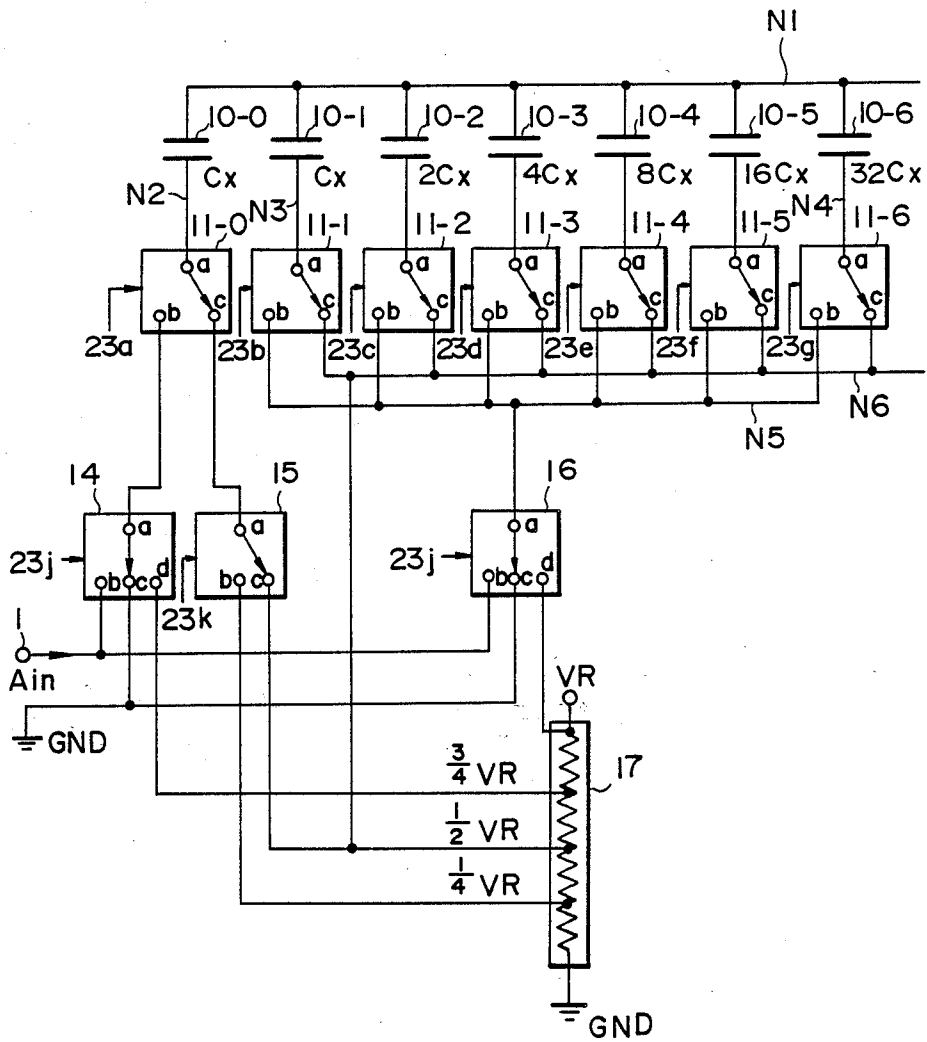 N1
10-0 10-1 10-2 10-3 10-4 10-5 10-6
Cx Cx 2Cx 4Cx 8Cx 16Cx 32Cx
N2 N3 N4
11-0 11-1 11-2 11-3 11-4 11-5 11-6
a a a a a a a
c c c c c c c
b b b b b b b
23a 23b 23c 23d 23e 23f 23g
N6
N5
14 15 16
a a a
23j 23j
b c d b c b c d
23k
1
Ain
VR
GND
17
3/4 VR
1/2 VR
1/4 VR
GND